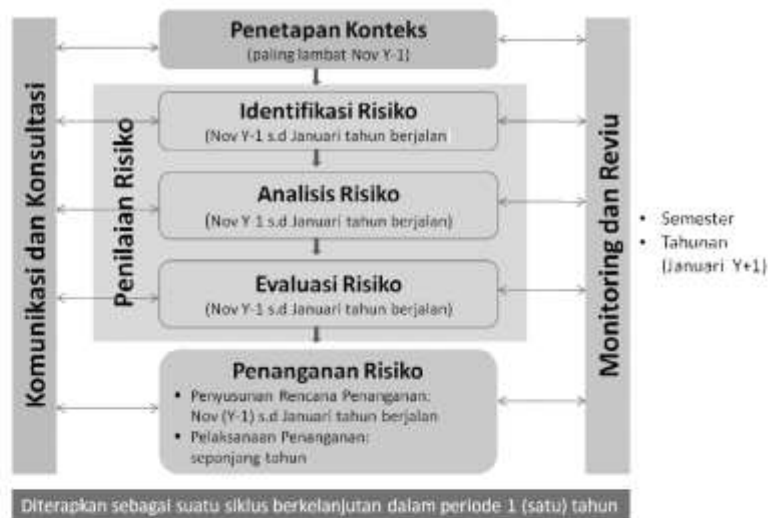 Komunikasi dan Konsultasi
Penetapan Konteks
(paling lambat Nov Y-1)
Penilaian Risiko
Identifikasi Risiko
(Nov Y-1 s.d Januari tahun berjalan
Analisis Risiko
(Nov Y-1 s.d Januari tahun berjalan)
Evaluasi Risiko
(Nov Y-1 s.d Januari tahun berjalan)
Penanganan Risiko
• Penyusunan Rencana Penanganan:
Nov (Y-1) s.d Januari tahun berjalan
• Pelaksanaan Penanganan:
sepanjang tahun
Monitoring dan Reviu
• Semester
• Tahunan
(Januari Y+1)
Diterapkan sebagai suatu siklus berkelanjutan dalam periode 1 (satu) tahun